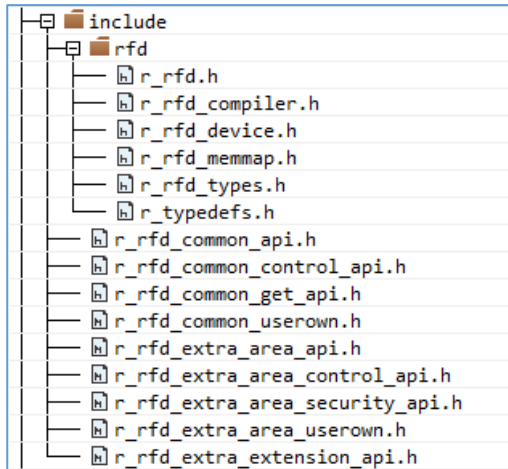 include
rfd
r_rfd.h
r_rfd_compiler.h
r_rfd_device.h
r_rfd_memmap.h
r_rfd_types.h
r_typedefs.h
r_rfd_common_api.h
r_rfd_common_control_api.h
r_rfd_common_get_api.h
r_rfd_common_userown.h
r_rfd_extra_area_api.h
r_rfd_extra_area_control_api.h
r_rfd_extra_area_security_api.h
r_rfd_extra_area_userown.h
r_rfd_extra_extension_api.h